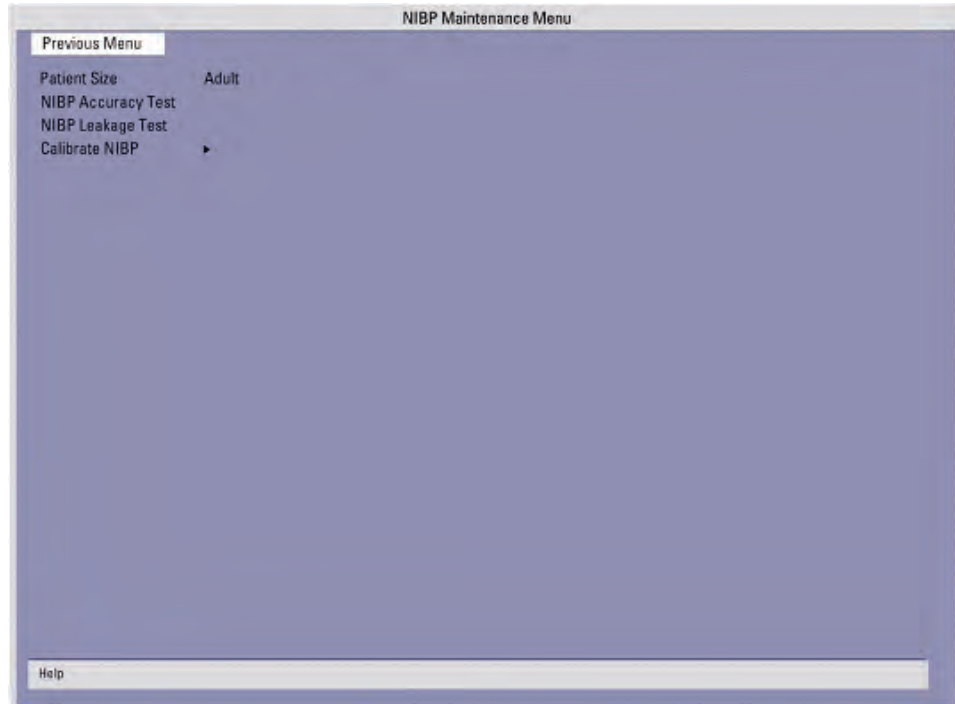 NIBP Maintenance Menu
Previous Menu
Patient Size Adult
NIBP Accuracy Test
NIBP Leakage Test
Calibrate NIBP ▸
Help